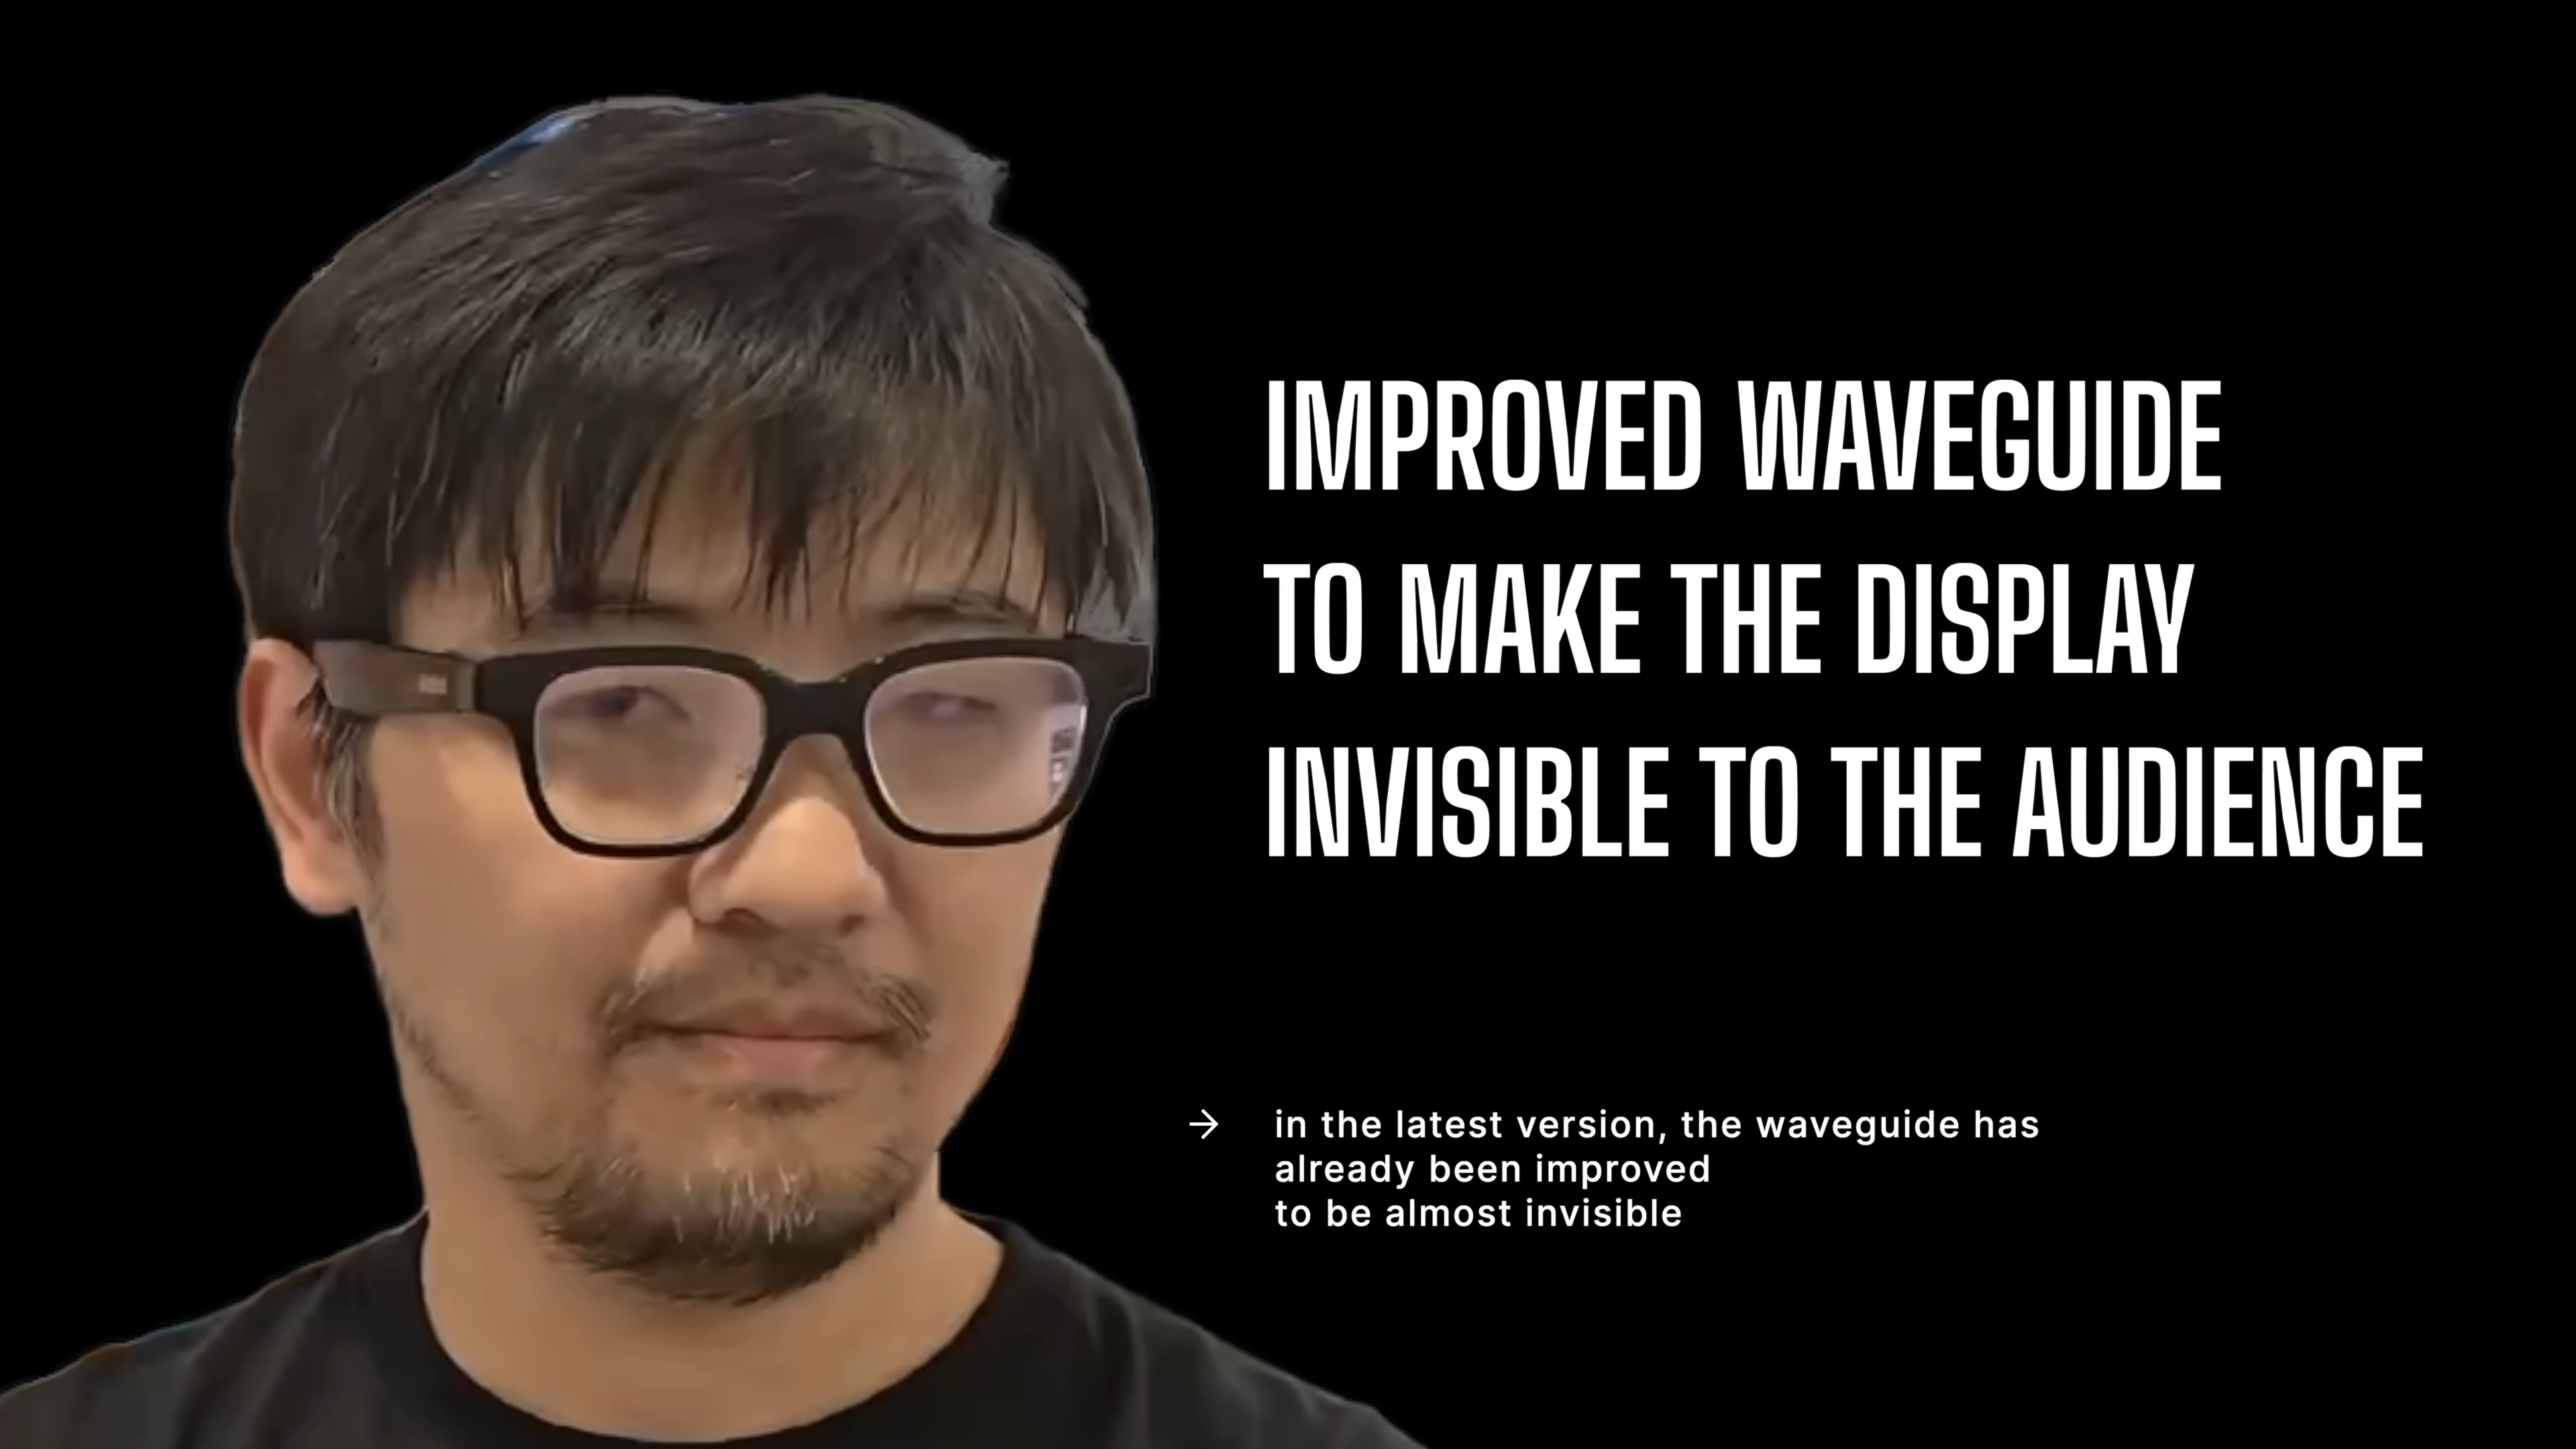 IMPROVED WAVEGUIDE
TO MAKE THE DISPLAY
INVISIBLE TO THE AUDIENCE
→ in the latest version, the waveguide has
already been improved
to be almost invisible